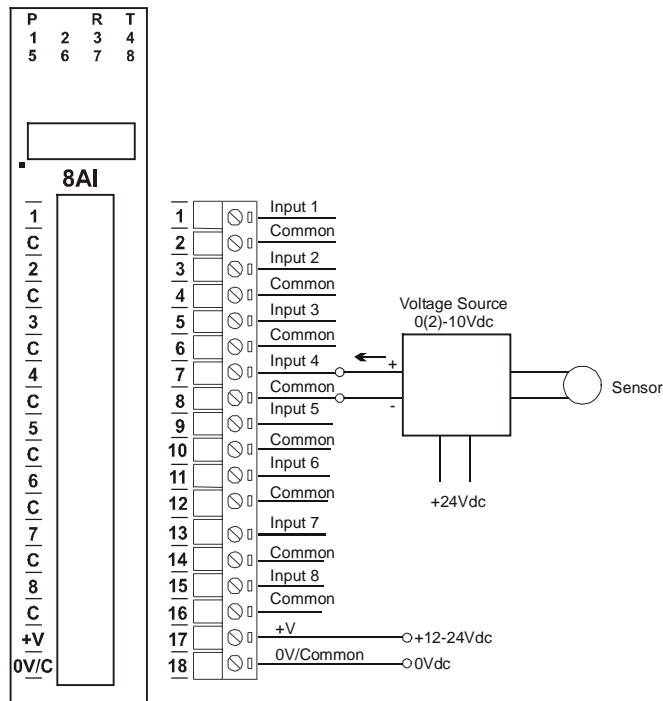 P R T
1 2 3 4
5 6 7 8
8AI
1
C
2
C
3
C
4
C
5
C
6
C
7
C
8
C
+V
0V/C
1 Input 1
2 Common
3 Input 2
4 Common
5 Input 3
6 Common
7 Input 4
8 Common
9 Input 5
10 Common
11 Input 6
12 Common
13 Input 7
14 Common
15 Input 8
16 Common
17 +V +12-24Vdc
18 0V/Common 0Vdc
Voltage Source
0(2)-10Vdc
+
-
+24Vdc
Sensor